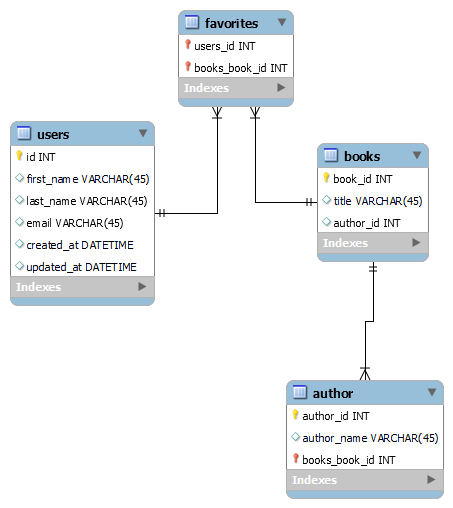 favorites
users_id INT
books_book_id INT
Indexes
users
id INT
first_name VARCHAR(45)
last_name VARCHAR(45)
email VARCHAR(45)
created_at DATETIME
updated_at DATETIME
Indexes
books
book_id INT
title VARCHAR(45)
author_id INT
Indexes
author
author_id INT
author_name VARCHAR(45)
books_book_id INT
Indexes